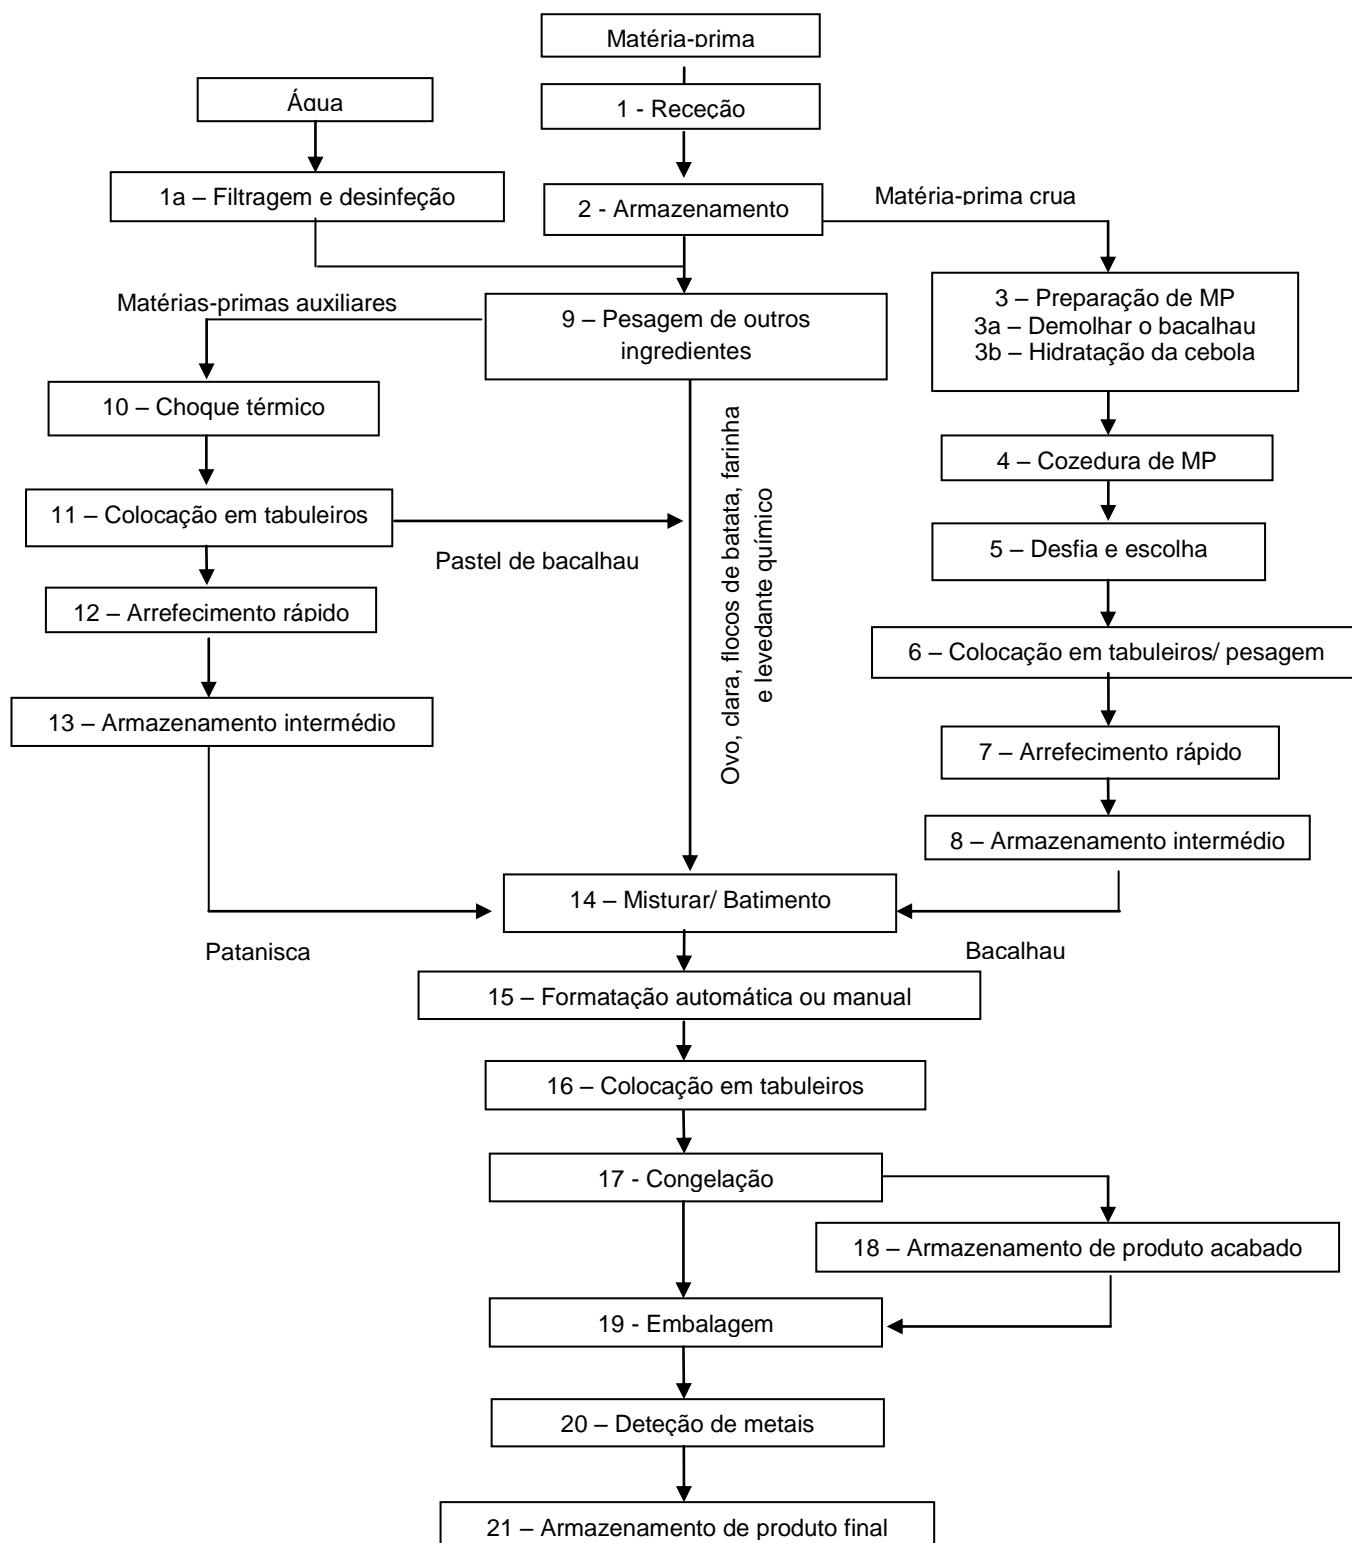 Matéria-prima
Água
1 - Receção
1a – Filtragem e desinfeção
2 - Armazenamento
Matéria-prima crua
Matérias-primas auxiliares
9 – Pesagem de outros
ingredientes
3 – Preparação de MP
3a – Demolhar o bacalhau
3b – Hidratação da cebola
10 – Choque térmico
4 – Cozedura de MP
11 – Colocação em tabuleiros
Pastel de bacalhau
Ovo, clara, flocos de batata, farinha
e levedante químico
5 – Desfia e escolha
12 – Arrefecimento rápido
6 – Colocação em tabuleiros/ pesagem
13 – Armazenamento intermédio
7 – Arrefecimento rápido
8 – Armazenamento intermédio
14 – Misturar/ Batimento
Patanisca
Bacalhau
15 – Formatação automática ou manual
16 – Colocação em tabuleiros
17 - Congelação
18 – Armazenamento de produto acabado
19 - Embalagem
20 – Deteção de metais
21 – Armazenamento de produto final